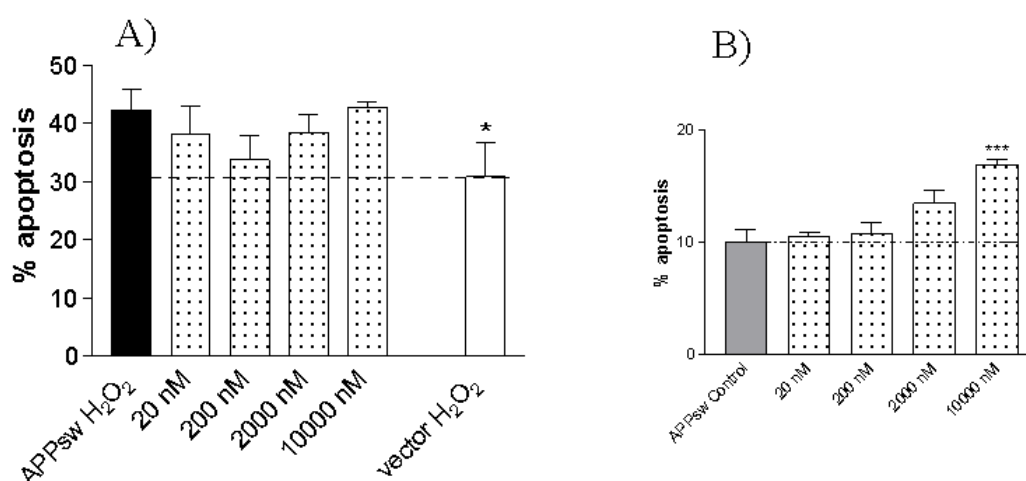 A)
% apoptosis
50
40
30
20
10
0
*
APPsw H₂O₂
20 nM
200 nM
2000 nM
10000 nM
vector H₂O₂
B)
% apoptosis
20
10
0
***
APPsw Control
20 nM
200 nM
2000 nM
10000 nM